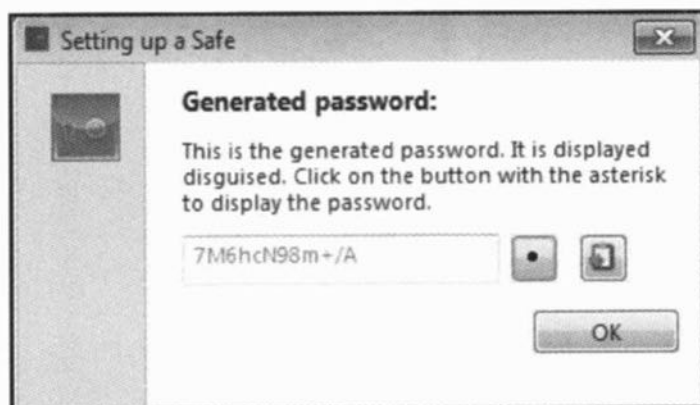 Setting up a Safe
Generated password:
This is the generated password. It is displayed
disguised. Click on the button with the asterisk
to display the password.
7M6hcN98m+/A
OK